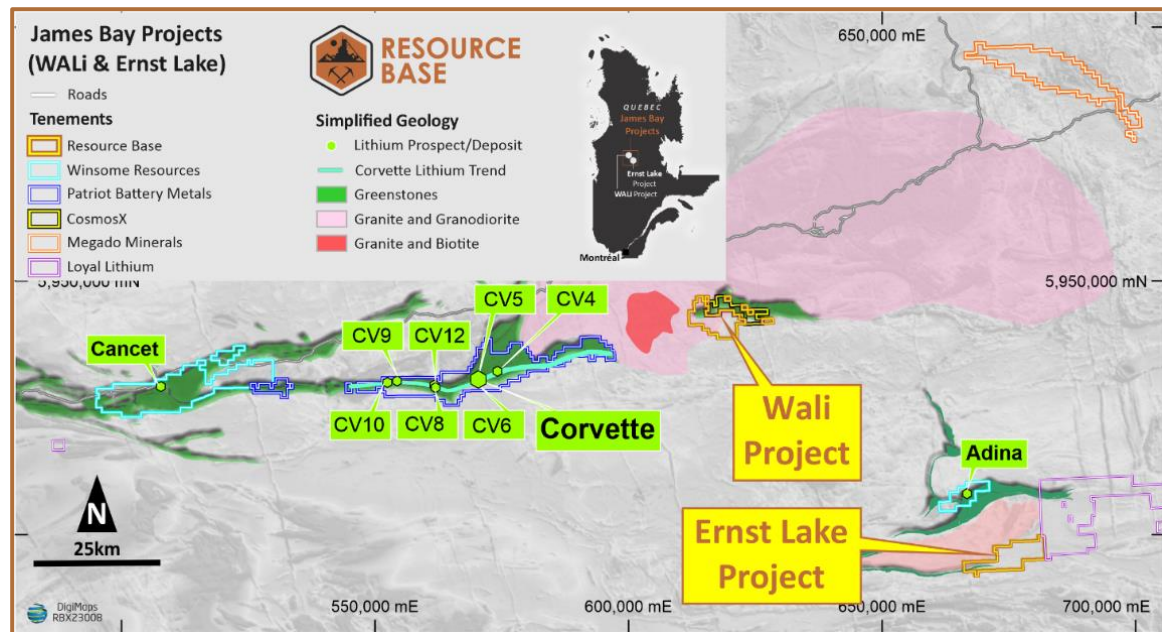 James Bay Projects
(WALi & Ernst Lake)
Roads
Tenements
Resource Base
Winsome Resources
Patriot Battery Metals
CosmosX
Megado Minerals
Loyal Lithium
RESOURCE
BASE
Simplified Geology
Lithium Prospect/Deposit
Corvette Lithium Trend
Greenstones
Granite and Granodiorite
Granite and Biotite
QUEBEC
James Bay
Projects
Ernst Lake
Project
WALi Project
Montréal
650,000 mE
5,950,000 mN
5,950,000 mN
CV5
CV4
CV9
CV12
Cancet
CV10
CV8
CV6
Corvette
Wali
Project
Adina
Ernst Lake
Project
N
25km
DigiMaps
RBX2300B
550,000 mE
600,000 mE
650,000 mE
700,000 mE